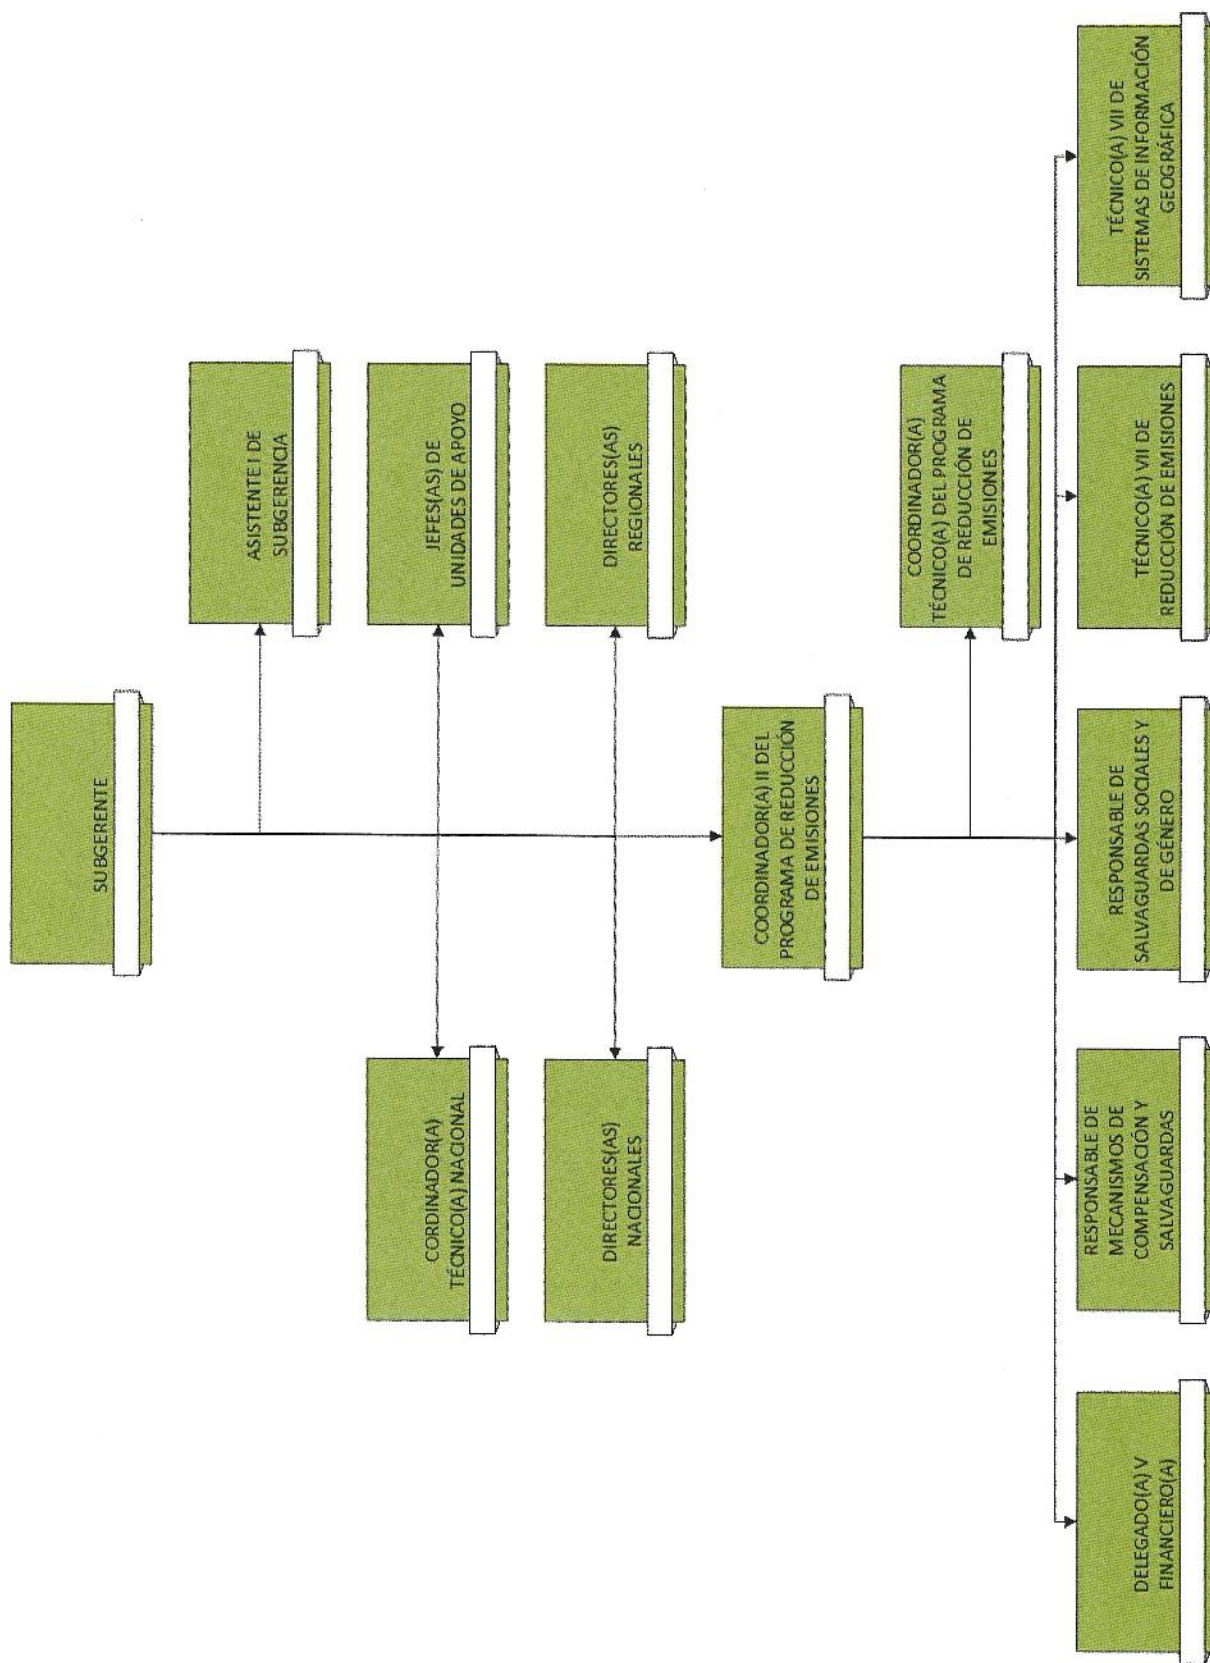 SUBGERENTE
ASISTENTE I DE
SUBGERENCIA
CORDINADOR(A)
TÉCNICO(A) NACIONAL
JEFES(AS) DE
UNIDADES DE APOYO
DIRECTORES(AS)
NACIONALES
DIRECTORES(AS)
REGIONALES
COORDINADOR(A) II DEL
PROGRAMA DE REDUCCIÓN
DE EMISIONES
COORDINADOR(A)
TÉCNICO(A) DEL PROGRAMA
DE REDUCCIÓN DE
EMISIONES
DELEGADO(A) V
FINANCIERO(A)
RESPONSABLE DE
MECANISMOS DE
COMPENSACIÓN Y
SALVAGUARDAS
RESPONSABLE DE
SALVAGUARDAS SOCIALES Y
DE GÉNERO
TÉCNICO(A) VII DE
REDUCCIÓN DE EMISIONES
TÉCNICO(A) VII DE
SISTEMAS DE INFORMACIÓN
GEOGRÁFICA